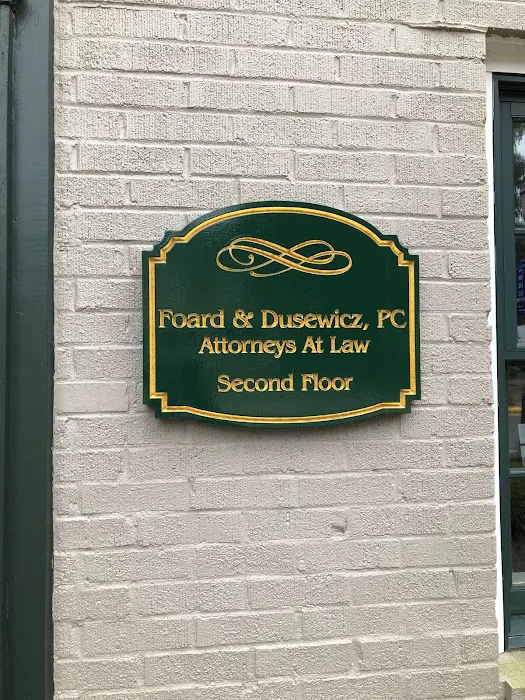 Foard & Dusewicz, PC
Attorneys At Law
Second Floor